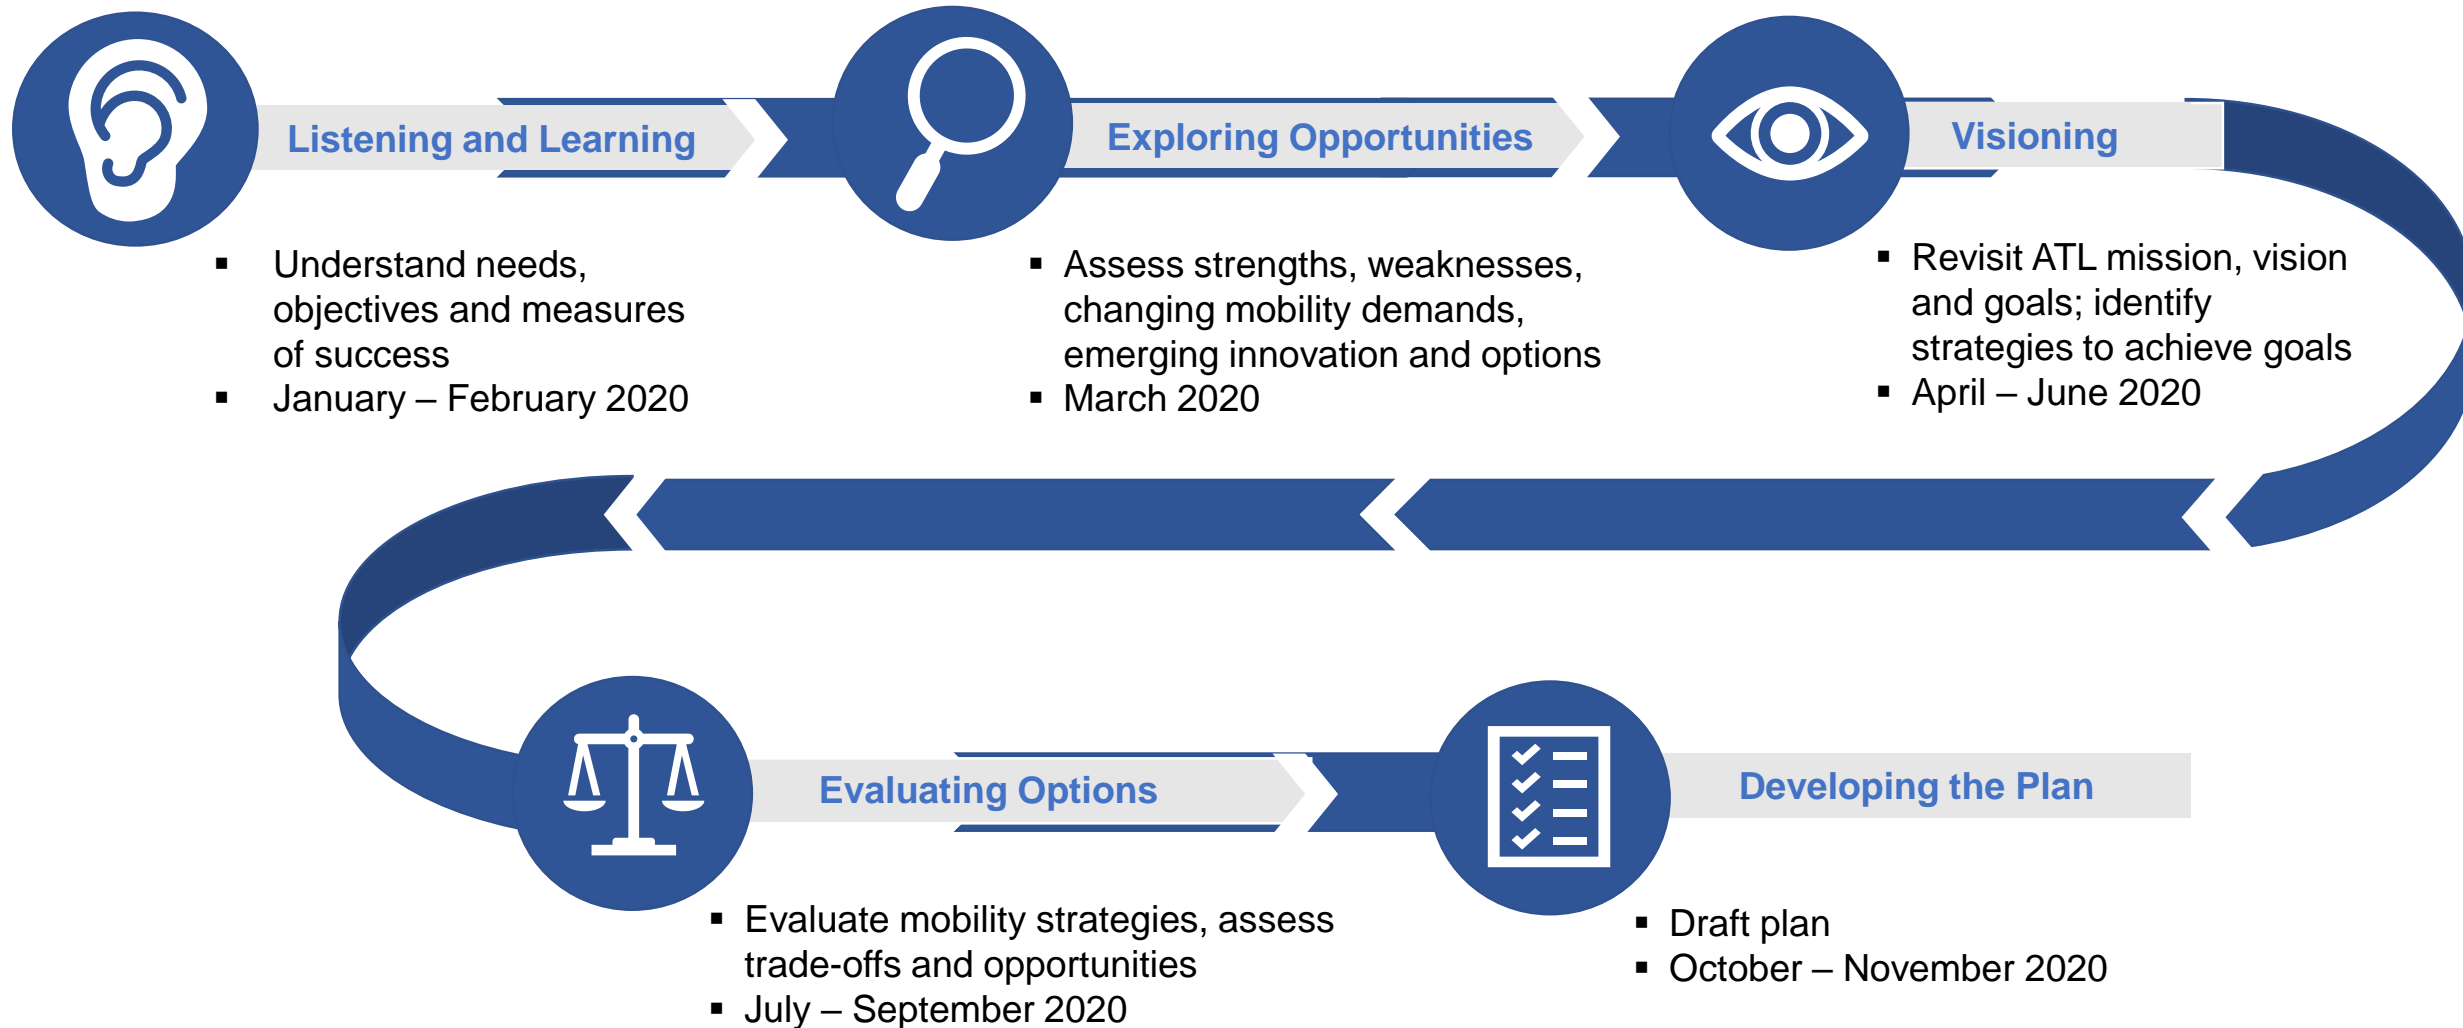 Listening and Learning
▪ Understand needs,
objectives and measures
of success
▪ January – February 2020
Exploring Opportunities
▪ Assess strengths, weaknesses,
changing mobility demands,
emerging innovation and options
▪ March 2020
Visioning
▪ Revisit ATL mission, vision
and goals; identify
strategies to achieve goals
▪ April – June 2020
Evaluating Options
▪ Evaluate mobility strategies, assess
trade-offs and opportunities
▪ July – September 2020
Developing the Plan
▪ Draft plan
▪ October – November 2020